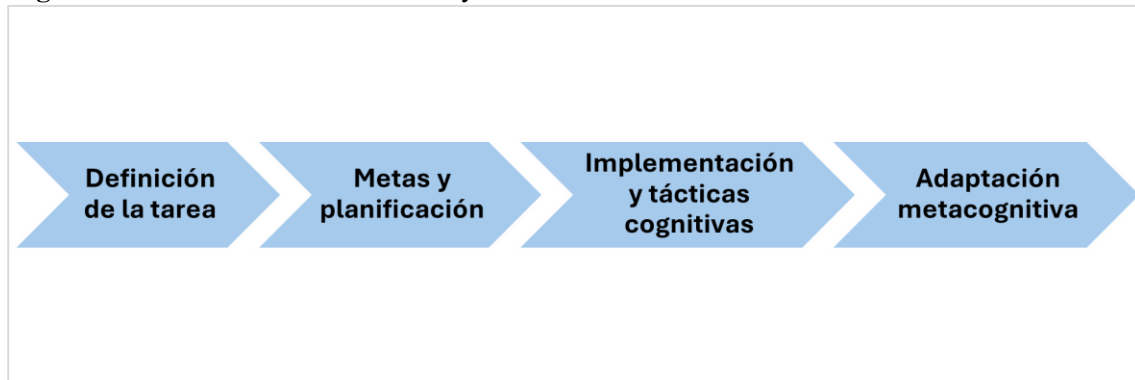 Definición
de la tarea
Metas y
planificación
Implementación
y tácticas
cognitivas
Adaptación
metacognitiva